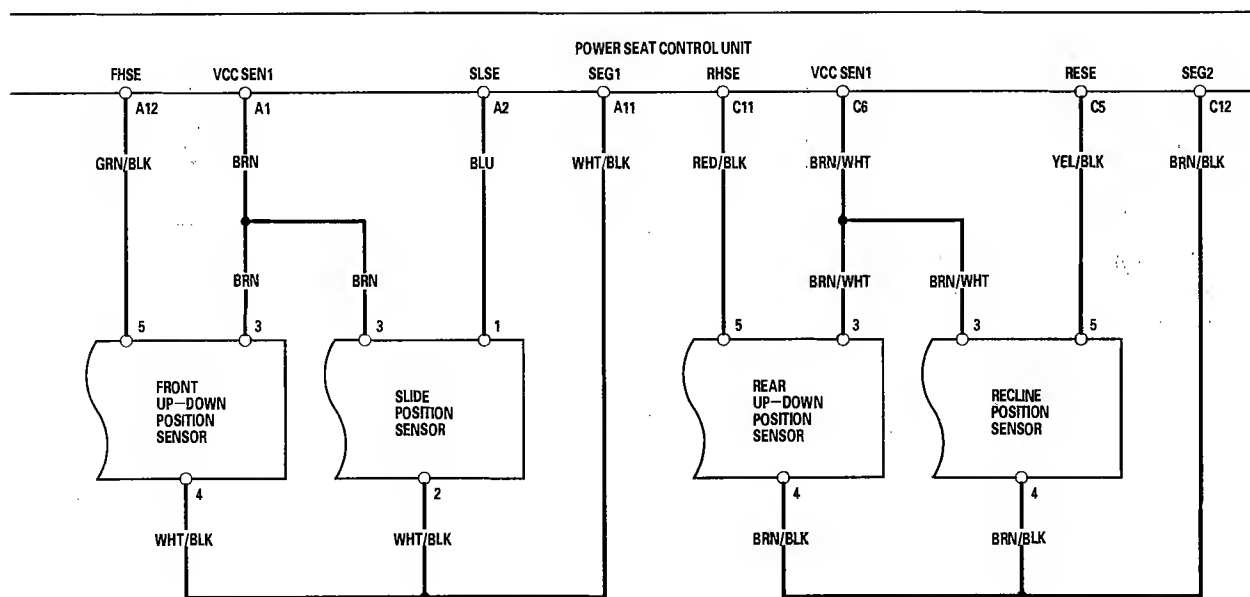 POWER SEAT CONTROL UNIT
FHSE VCC SEN1 SLSE SEG1 RHSE VCC SEN1 RESE SEG2
A12 A1 A2 A11 C11 C6 C5 C12
GRN/BLK BRN BLU WHT/BLK RED/BLK BRN/WHT YEL/BLK BRN/BLK
BRN BRN BRN/WHT BRN/WHT
5 3 3 1 5 3 3 5
FRONT
UP-DOWN
POSITION
SENSOR
SLIDE
POSITION
SENSOR
REAR
UP-DOWN
POSITION
SENSOR
RECLINE
POSITION
SENSOR
4 2 4 4
WHT/BLK WHT/BLK BRN/BLK BRN/BLK